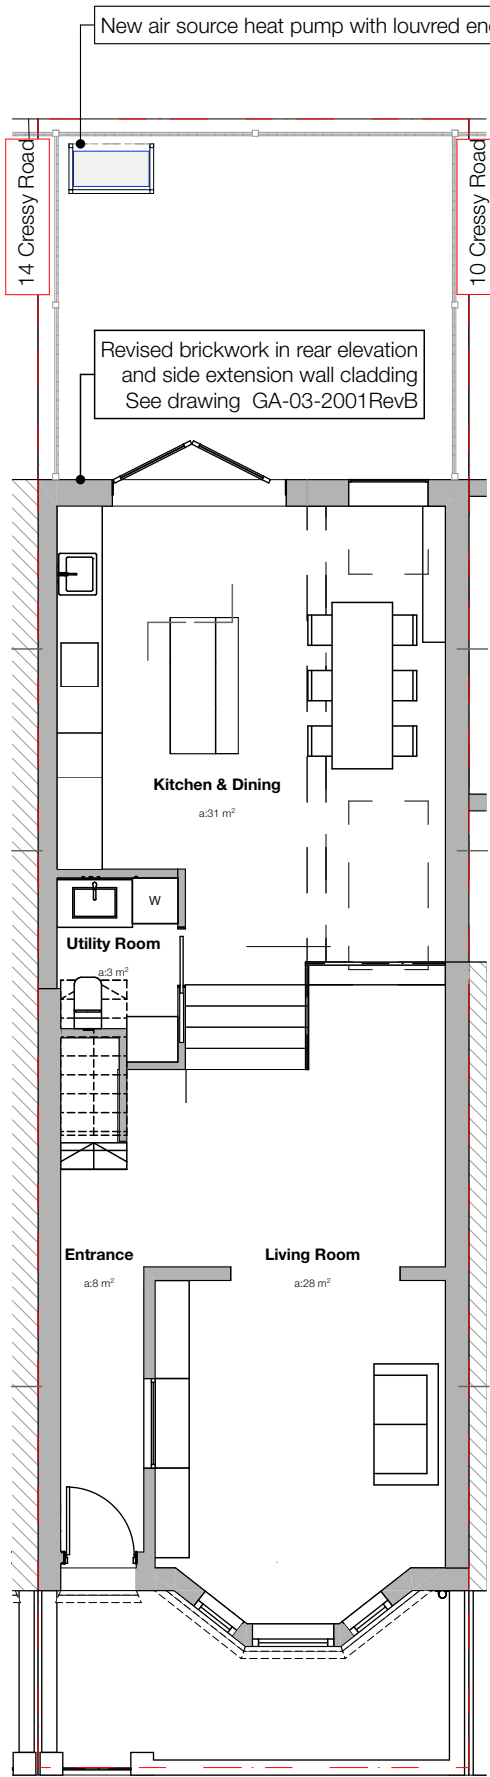 New air source heat pump with louvred
14 Cressy Road
10 Cressy Road
Revised brickwork in rear elevation
and side extension wall cladding
See drawing GA-03-2001RevB
Kitchen & Dining
a:31 m²
W
Utility Room
a:3 m²
Entrance
a:8 m²
Living Room
a:28 m²